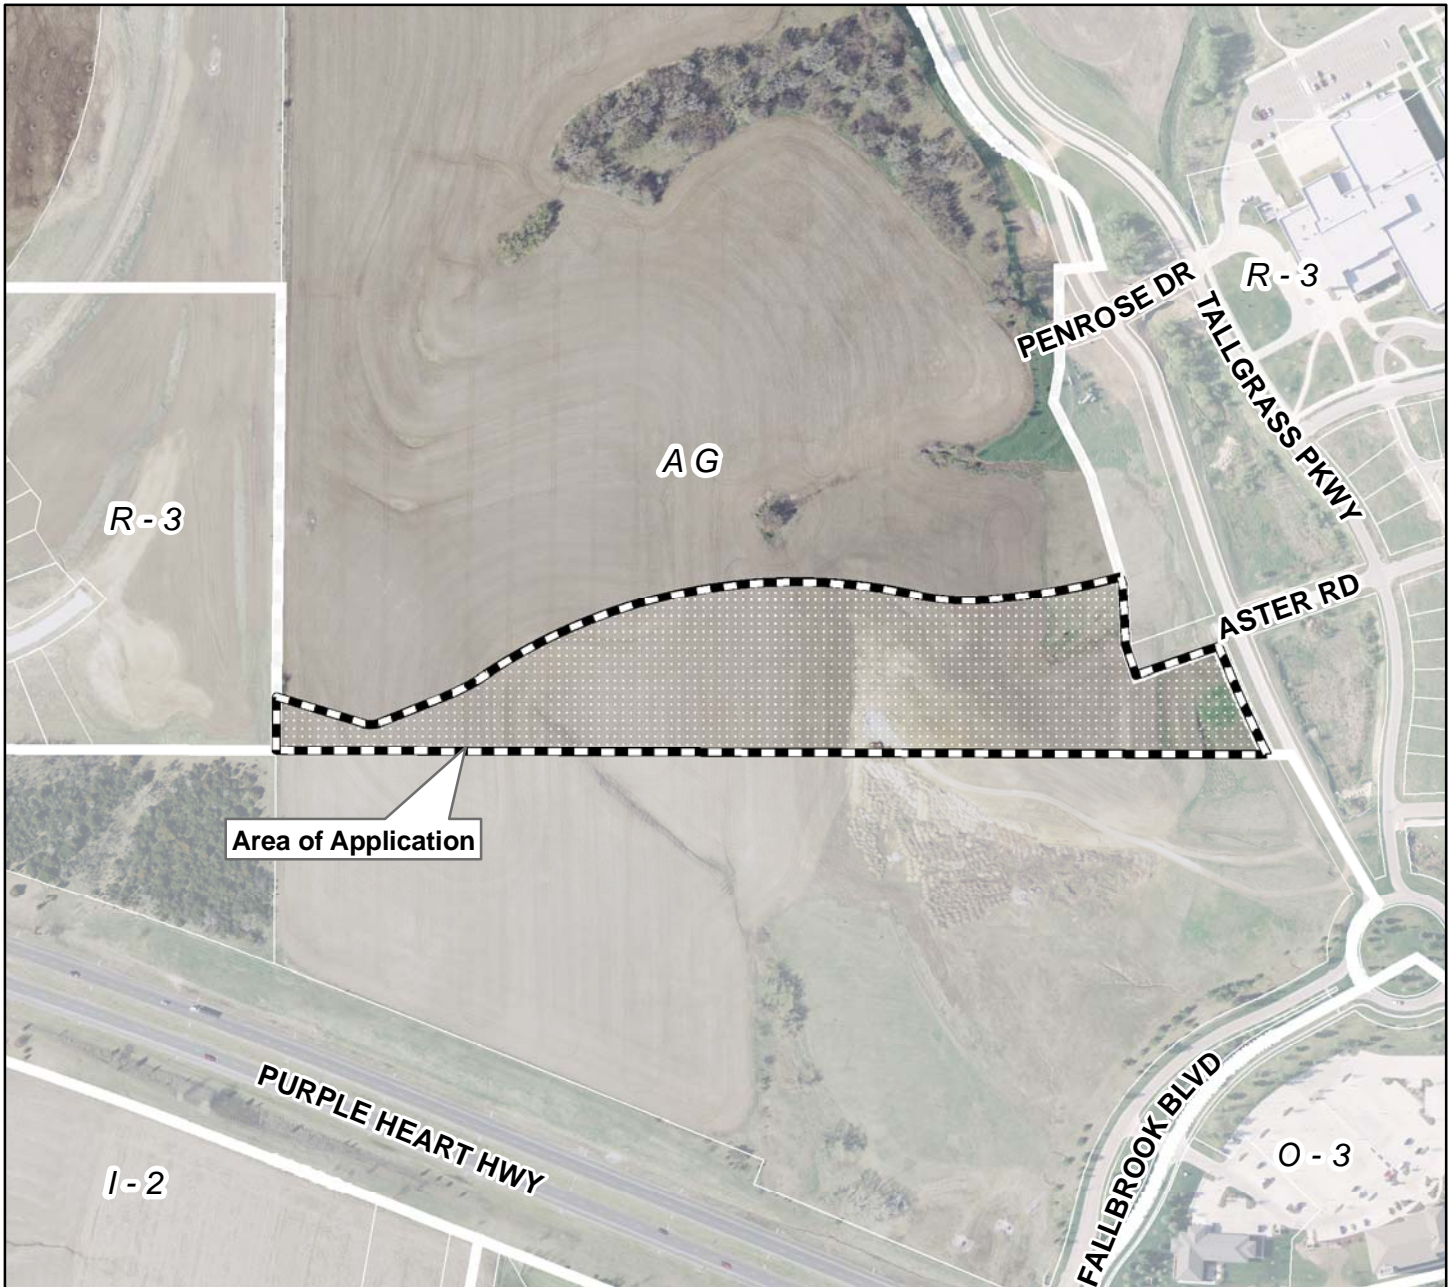 PENROSE DR
R - 3
TALLGRASS PKWY
A G
R - 3
ASTER RD
Area of Application
PURPLE HEART HWY
FALLBROOK BLVD
O - 3
I - 2